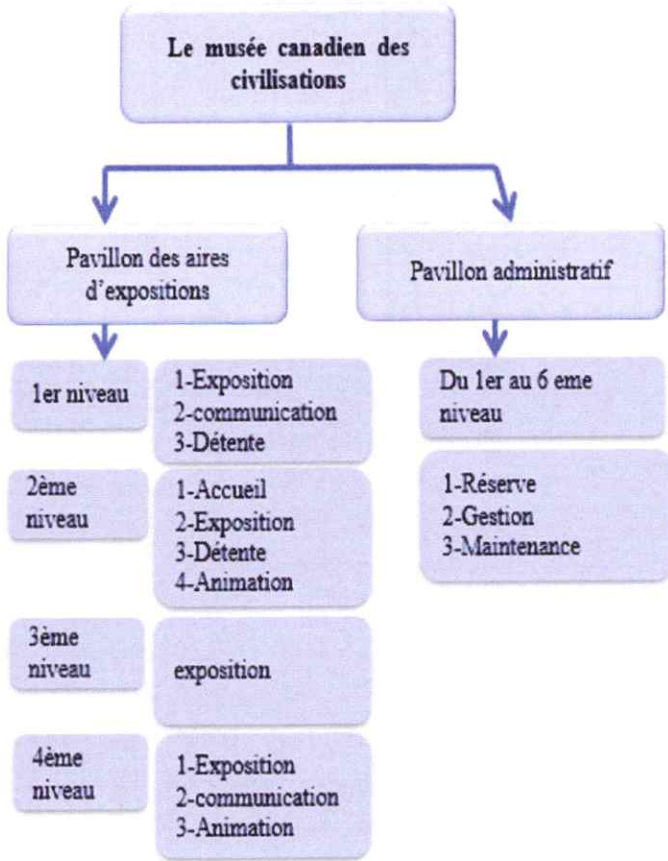 Le musée canadien des
civilisations
Pavillon des aires
d'expositions
1er niveau
1-Exposition
2-communication
3-Détente
2ème
niveau
1-Accueil
2-Exposition
3-Détente
4-Animation
3ème
niveau
exposition
4ème
niveau
1-Exposition
2-communication
3-Animation
Pavillon administratif
Du 1er au 6 eme
niveau
1-Réserve
2-Gestion
3-Maintenance